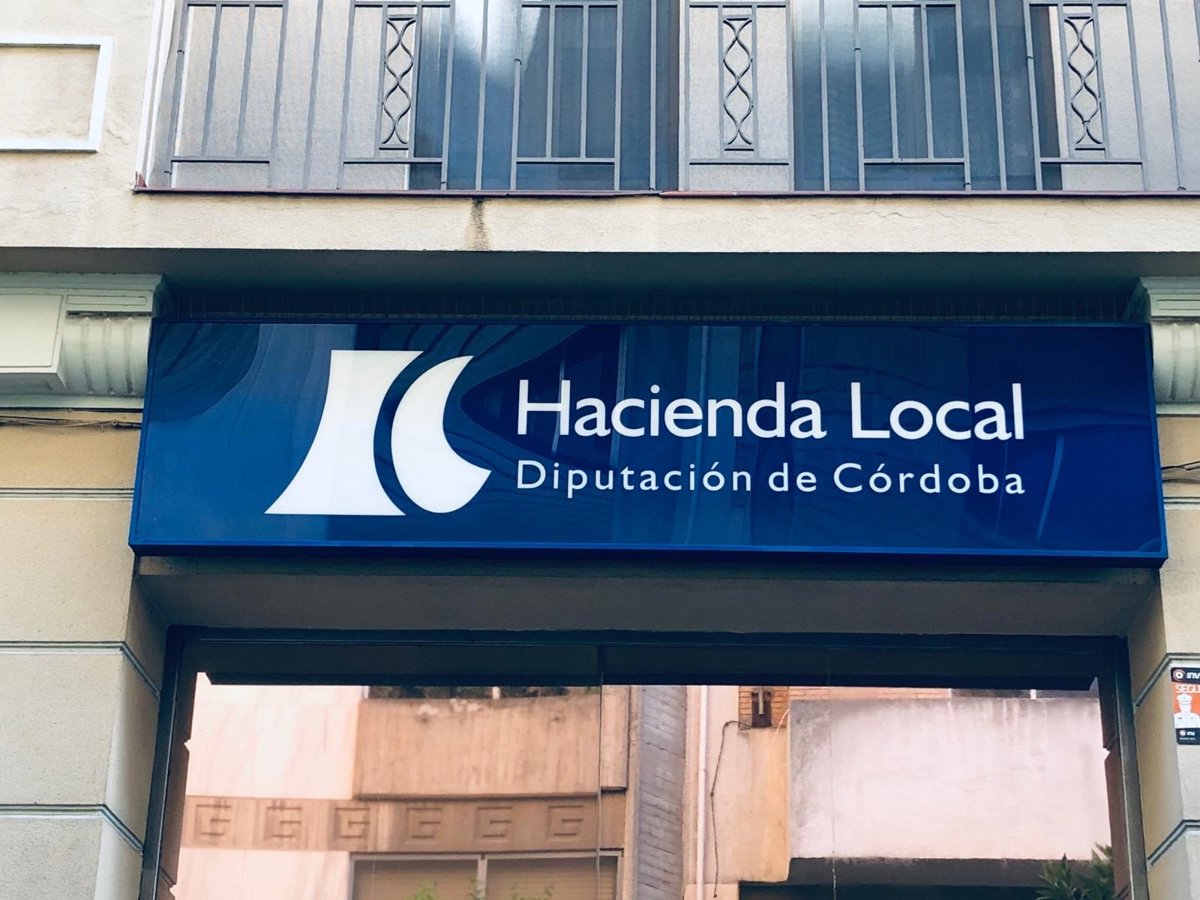 Hacienda Local
Diputación de Córdoba